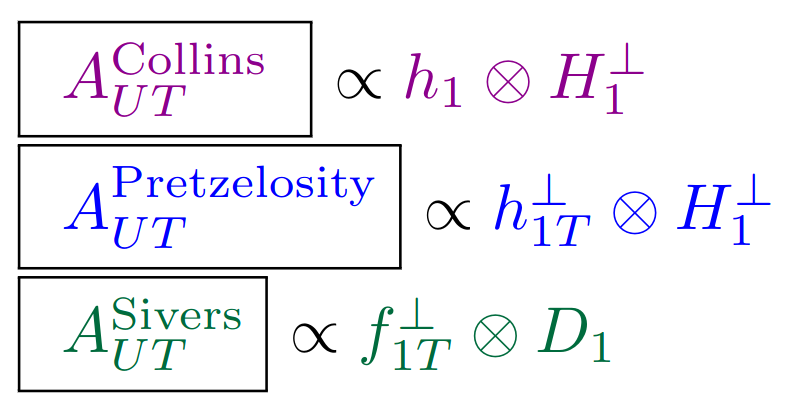 A_{UT}^{Collins} ∝ h_1 ⊗ H_1^⊥
A_{UT}^{Pretzelosity} ∝ h_{1T}^⊥ ⊗ H_1^⊥
A_{UT}^{Sivers} ∝ f_{1T}^⊥ ⊗ D_1